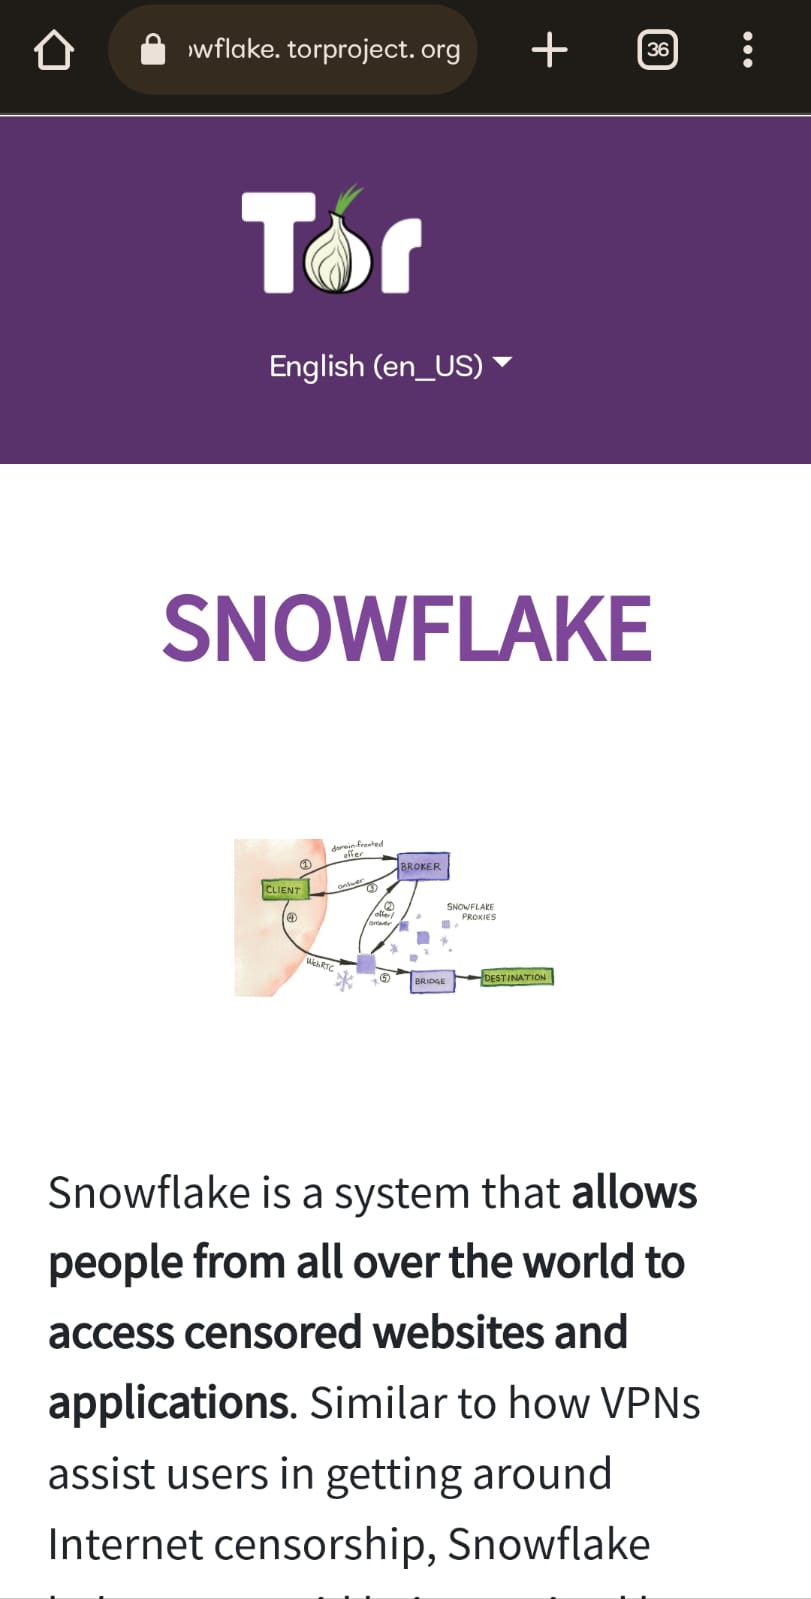 wflake. torproject. org
36
Tor
English (en_US)
SNOWFLAKE
domain-fronted
offer
①
BROKER
CLIENT
answer
③
②
offer/
answer
④
SNOWFLAKE
PROXIES
WebRTC
⑤
BRIDGE
DESTINATION
Snowflake is a system that allows
people from all over the world to
access censored websites and
applications. Similar to how VPNs
assist users in getting around
Internet censorship, Snowflake